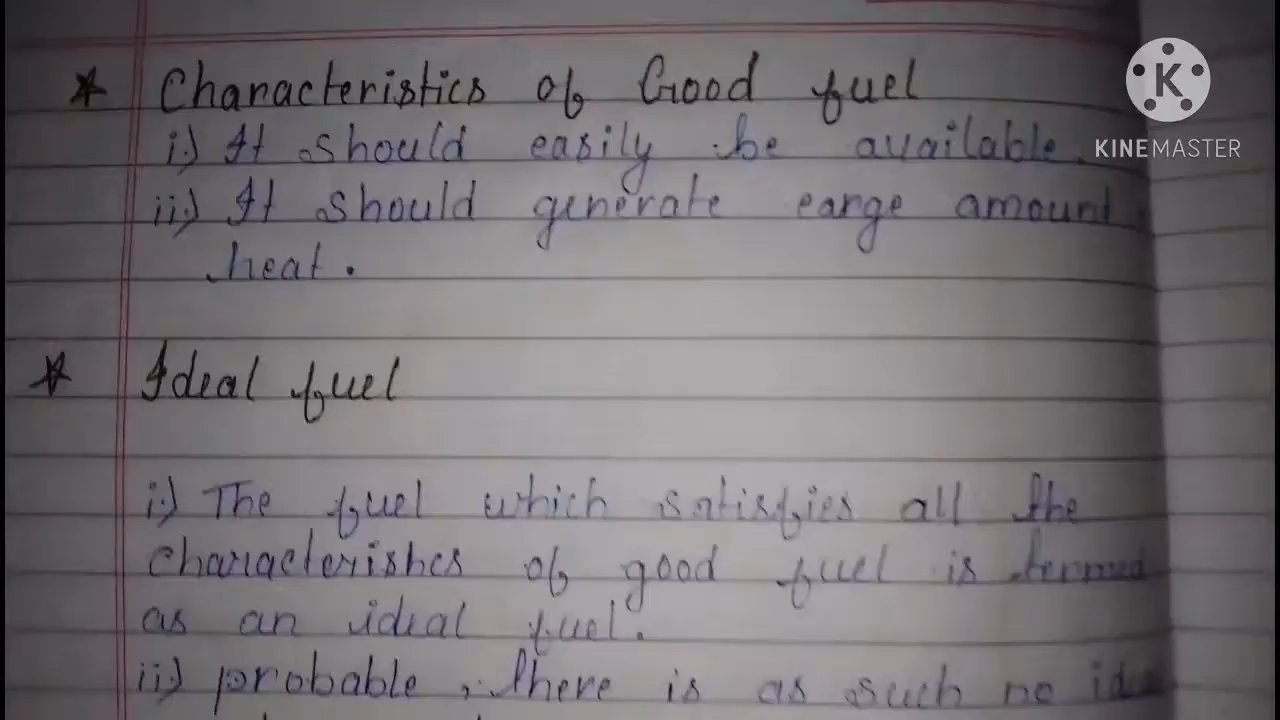 * Characteristics of Good fuel
i) It should easily be available.
ii) It should generate earge amount
heat.
* Ideal fuel
i) The fuel which satisfies all the
characteristics of good fuel is termed
as an ideal fuel.
ii) probable, there is as such no
KINEMASTER